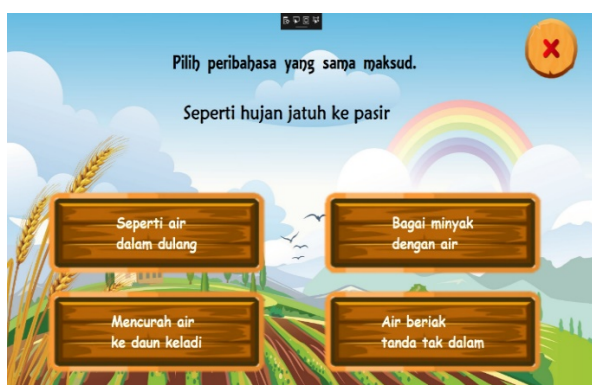 Pilih peribahasa yang sama maksud.
Seperti hujan jatuh ke pasir
Seperti air
dalam dulang
Bagai minyak
dengan air
Mencurah air
ke daun keladi
Air beriak
tanda tak dalam